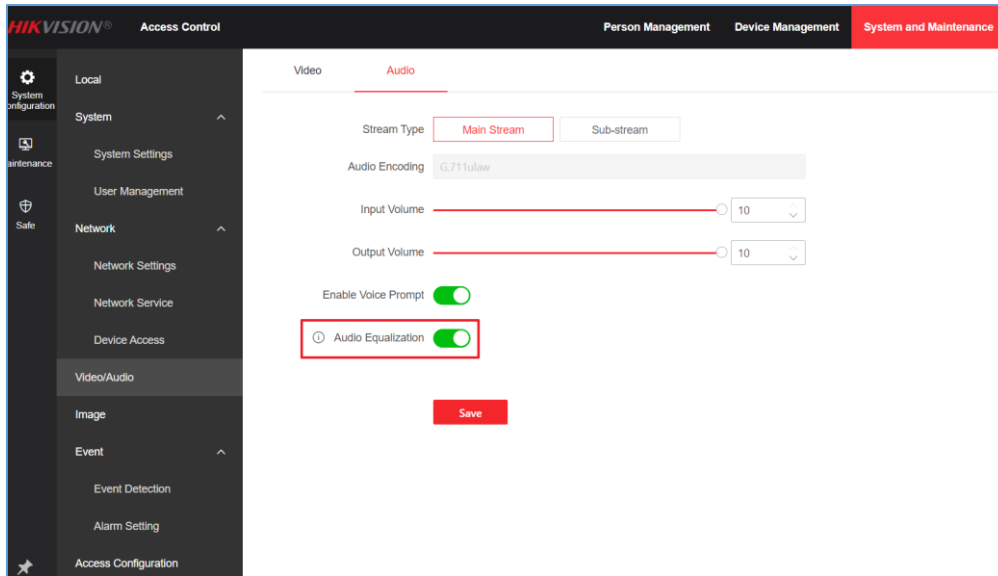 HIKVISION® Access Control Person Management Device Management System and Maintenance
System
onfiguration
aintenance
Safe
Local
System
System Settings
User Management
Network
Network Settings
Network Service
Device Access
Video/Audio
Image
Event
Event Detection
Alarm Setting
Access Configuration
Video Audio
Stream Type Main Stream Sub-stream
Audio Encoding G.711ulaw
Input Volume 10
Output Volume 10
Enable Voice Prompt
Audio Equalization
Save